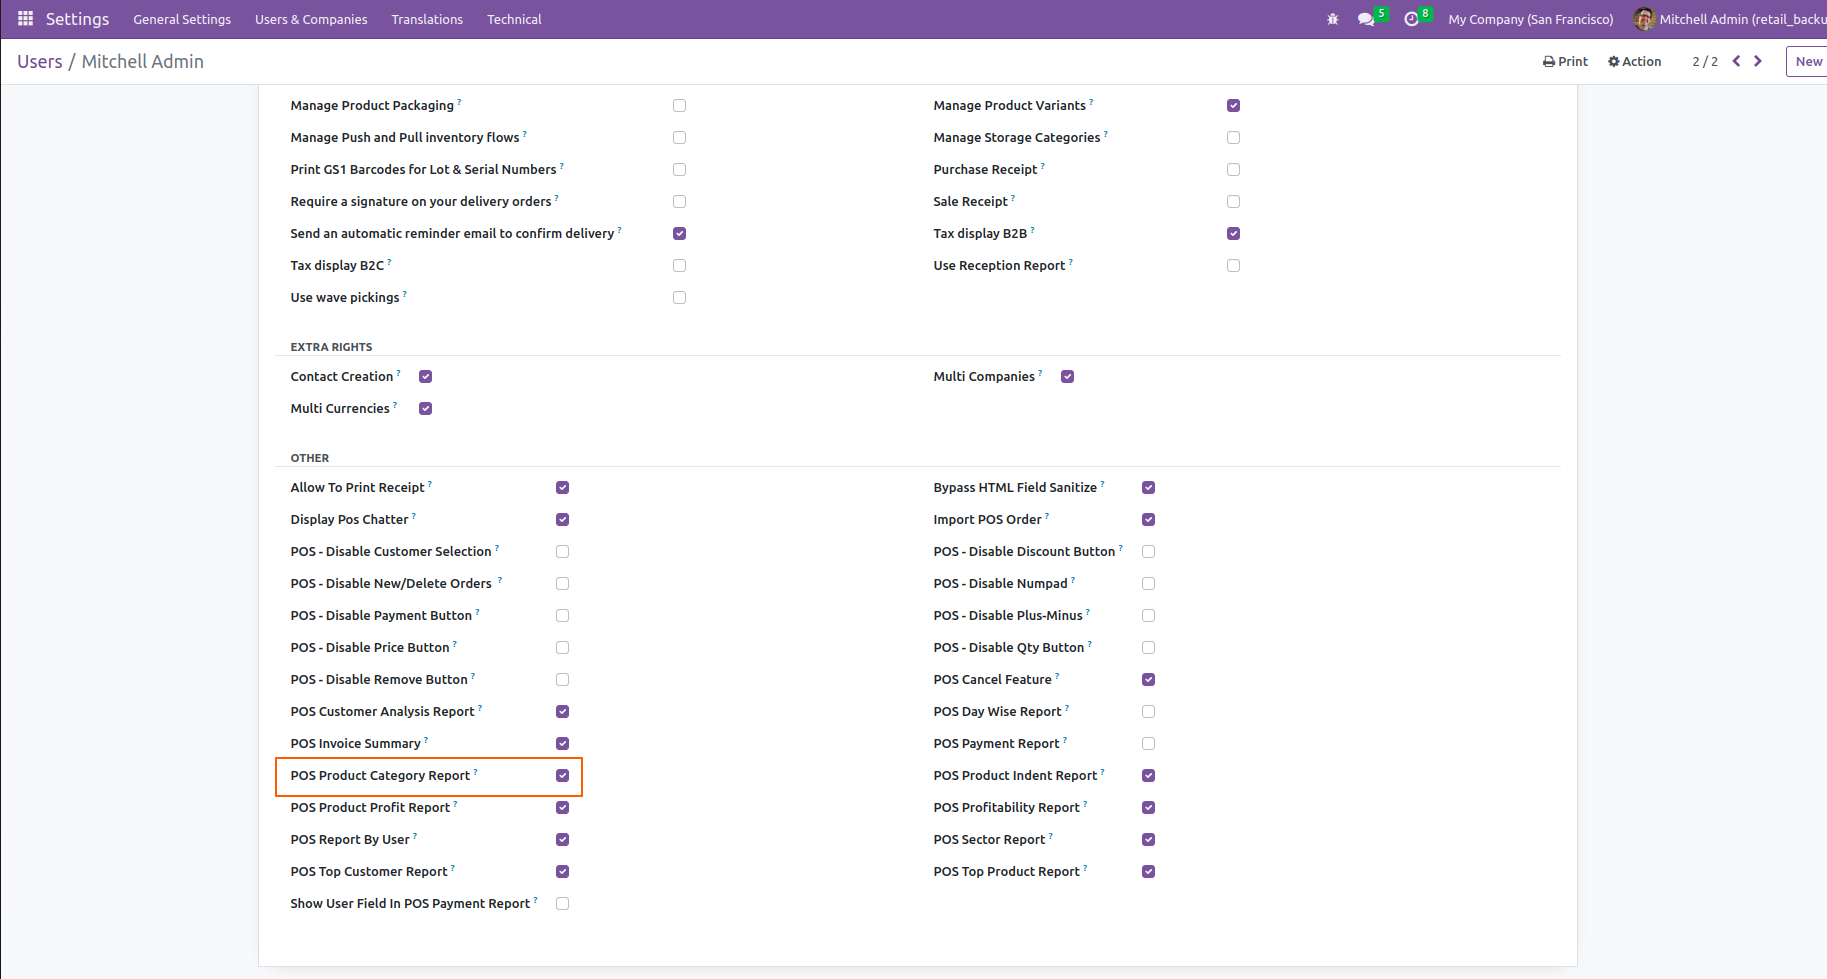 Settings General Settings Users & Companies Translations Technical 5 8 My Company (San Francisco) Mitchell Admin (retail_backu
Users / Mitchell Admin Print Action 2 / 2 New
Manage Product Packaging ? Manage Product Variants ?
Manage Push and Pull inventory flows ? Manage Storage Categories ?
Print GS1 Barcodes for Lot & Serial Numbers ? Purchase Receipt ?
Require a signature on your delivery orders ? Sale Receipt ?
Send an automatic reminder email to confirm delivery ? Tax display B2B ?
Tax display B2C ? Use Reception Report ?
Use wave pickings ?
EXTRA RIGHTS
Contact Creation ? Multi Companies ?
Multi Currencies ?
OTHER
Allow To Print Receipt ? Bypass HTML Field Sanitize ?
Display Pos Chatter ? Import POS Order ?
POS - Disable Customer Selection ? POS - Disable Discount Button ?
POS - Disable New/Delete Orders ? POS - Disable Numpad ?
POS - Disable Payment Button ? POS - Disable Plus-Minus ?
POS - Disable Price Button ? POS - Disable Qty Button ?
POS - Disable Remove Button ? POS Cancel Feature ?
POS Customer Analysis Report ? POS Day Wise Report ?
POS Invoice Summary ? POS Payment Report ?
POS Product Category Report ? POS Product Indent Report ?
POS Product Profit Report ? POS Profitability Report ?
POS Report By User ? POS Sector Report ?
POS Top Customer Report ? POS Top Product Report ?
Show User Field In POS Payment Report ?